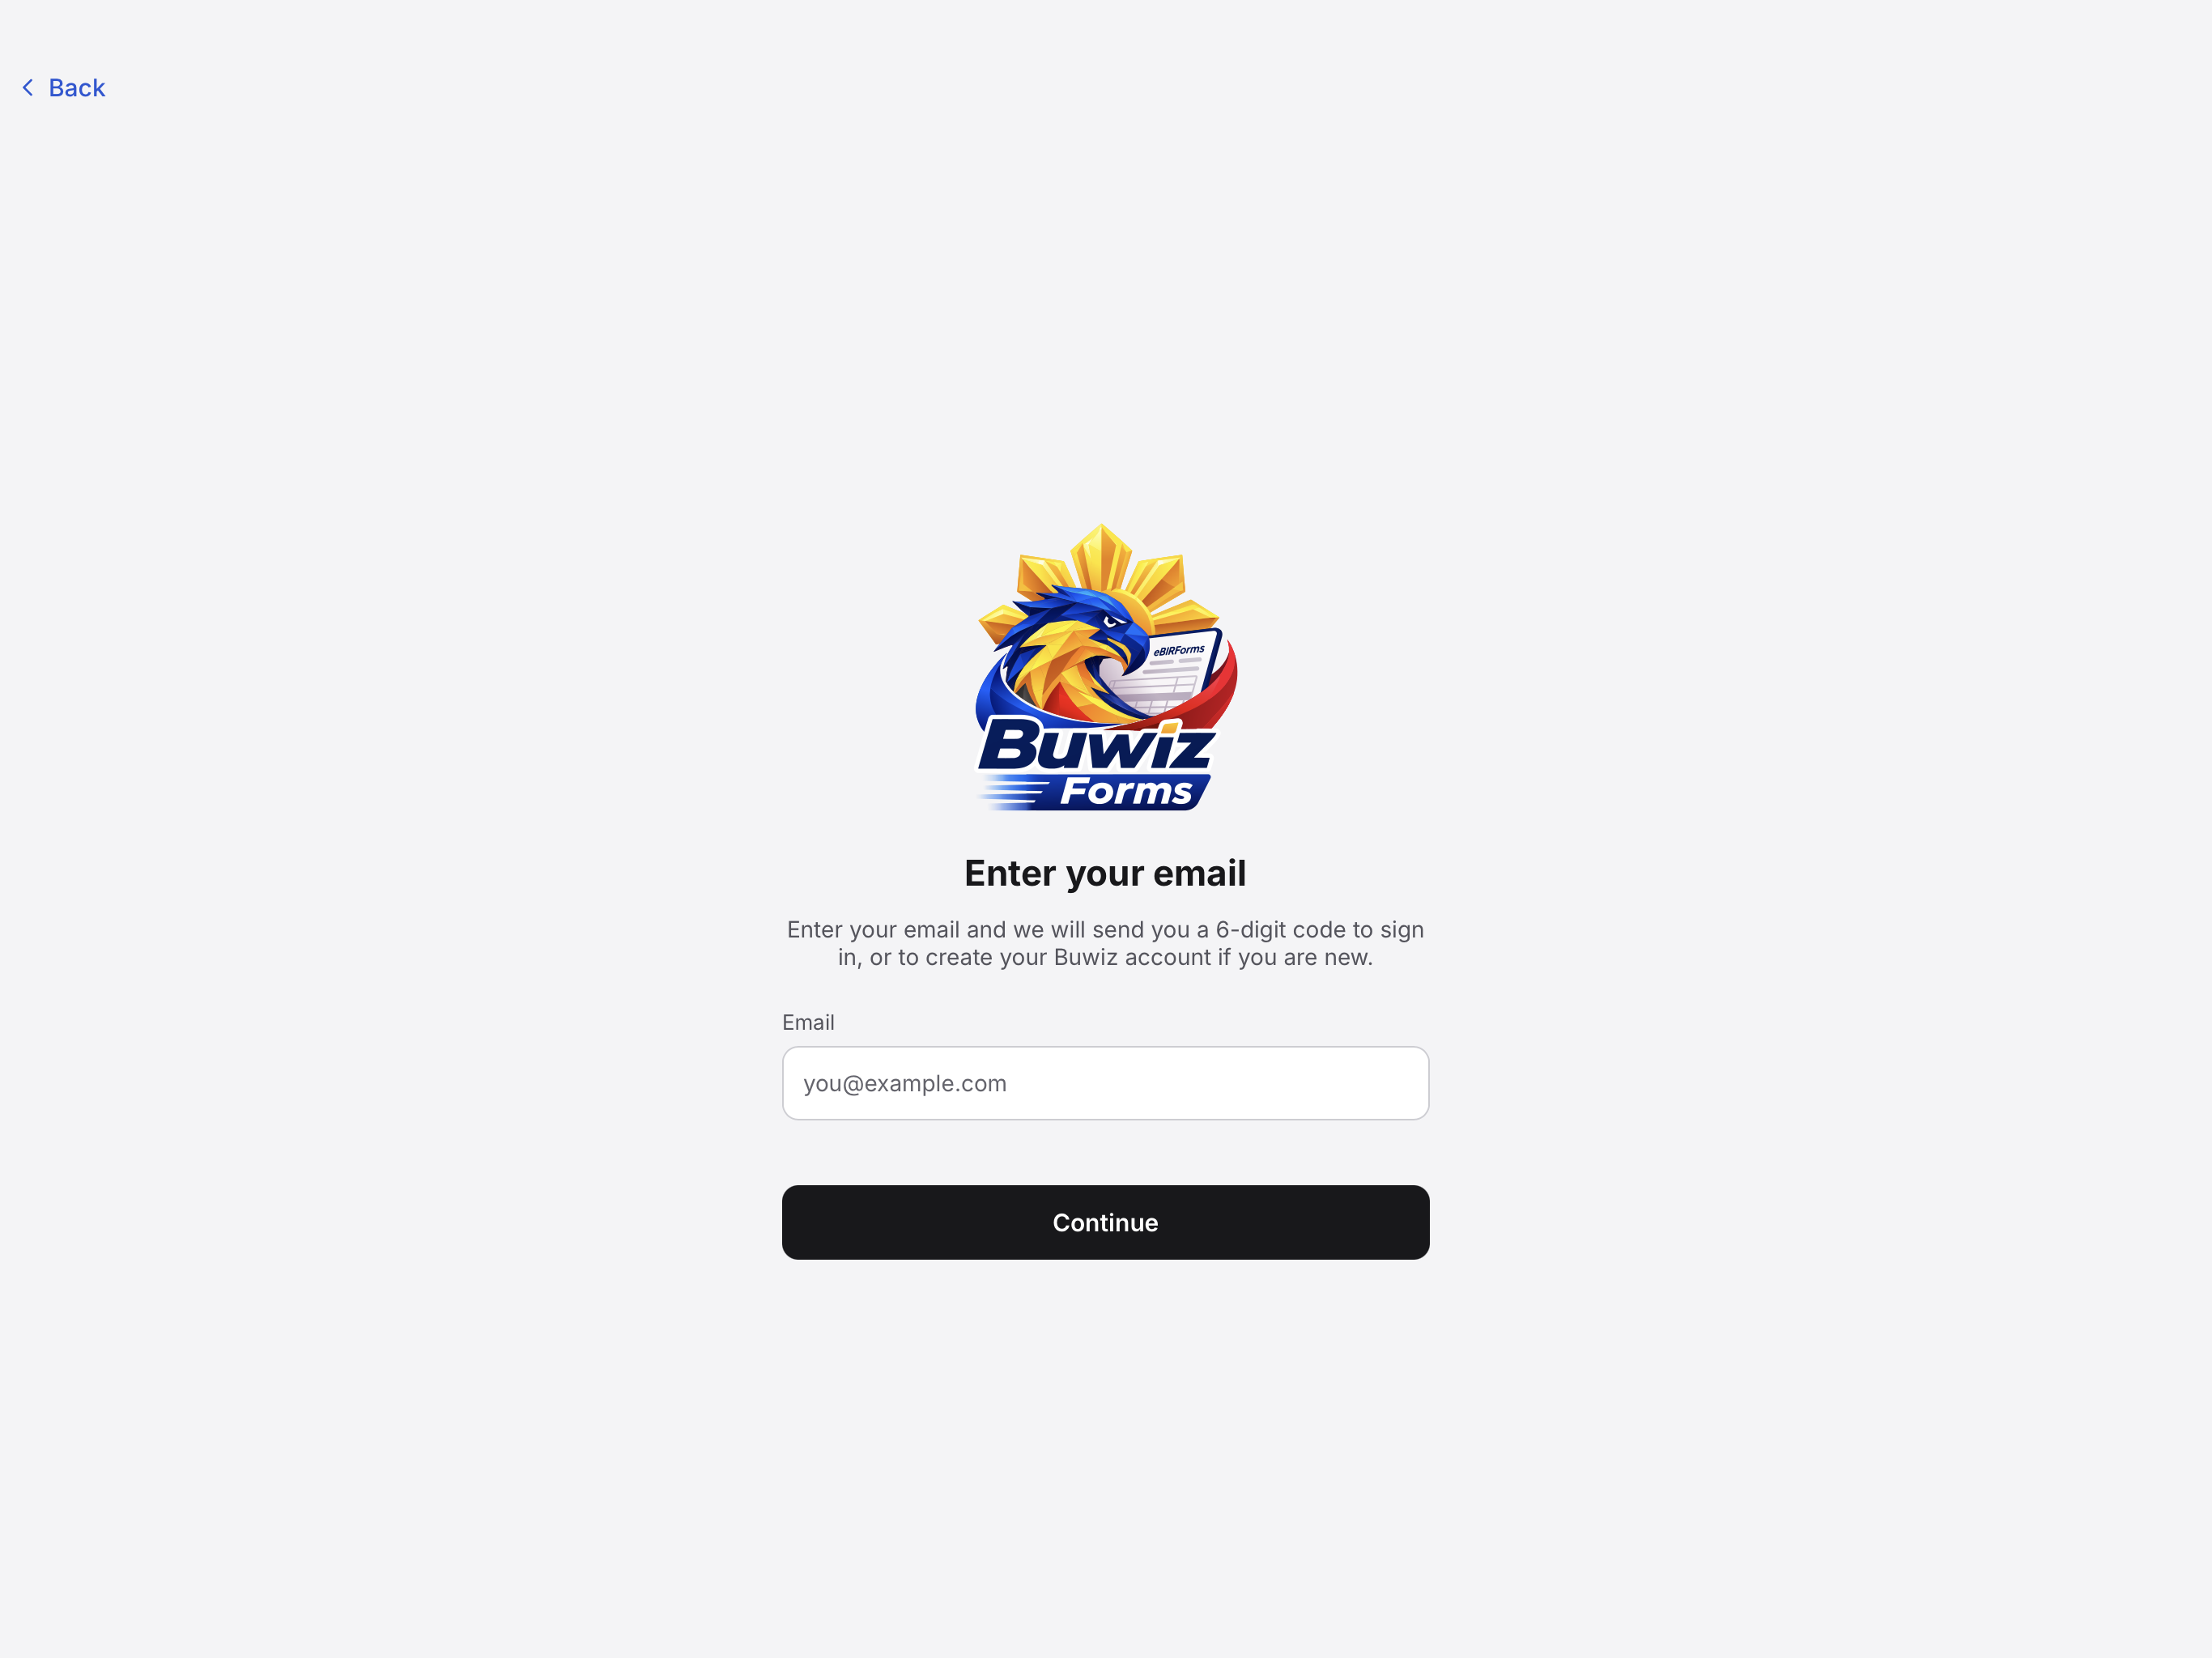 Back
eBIRForms
Buwiz
Forms
Enter your email
Enter your email and we will send you a 6-digit code to sign
in, or to create your Buwiz account if you are new.
Email
you@example.com
Continue